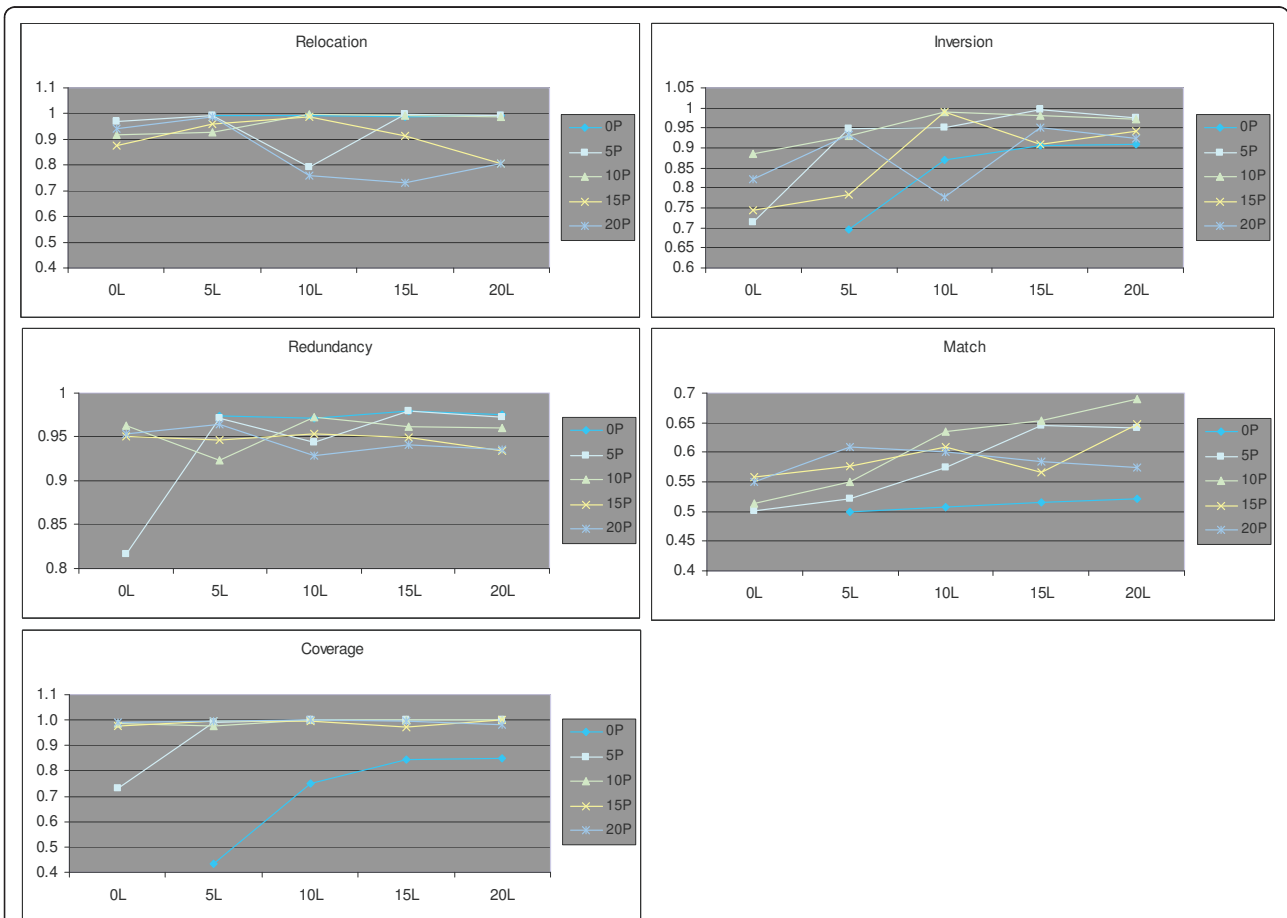 Relocation
1.1
1
0.9
0.8
0.7
0.6
0.5
0.4
0L 5L 10L 15L 20L
0P
5P
10P
15P
20P
Inversion
1.05
1
0.95
0.9
0.85
0.8
0.75
0.7
0.65
0.6
0L 5L 10L 15L 20L
0P
5P
10P
15P
20P
Redundancy
1
0.95
0.9
0.85
0.8
0L 5L 10L 15L 20L
0P
5P
10P
15P
20P
Match
0.7
0.65
0.6
0.55
0.5
0.45
0.4
0L 5L 10L 15L 20L
0P
5P
10P
15P
20P
Coverage
1.1
1.0
0.9
0.8
0.7
0.6
0.5
0.4
0L 5L 10L 15L 20L
0P
5P
10P
15P
20P